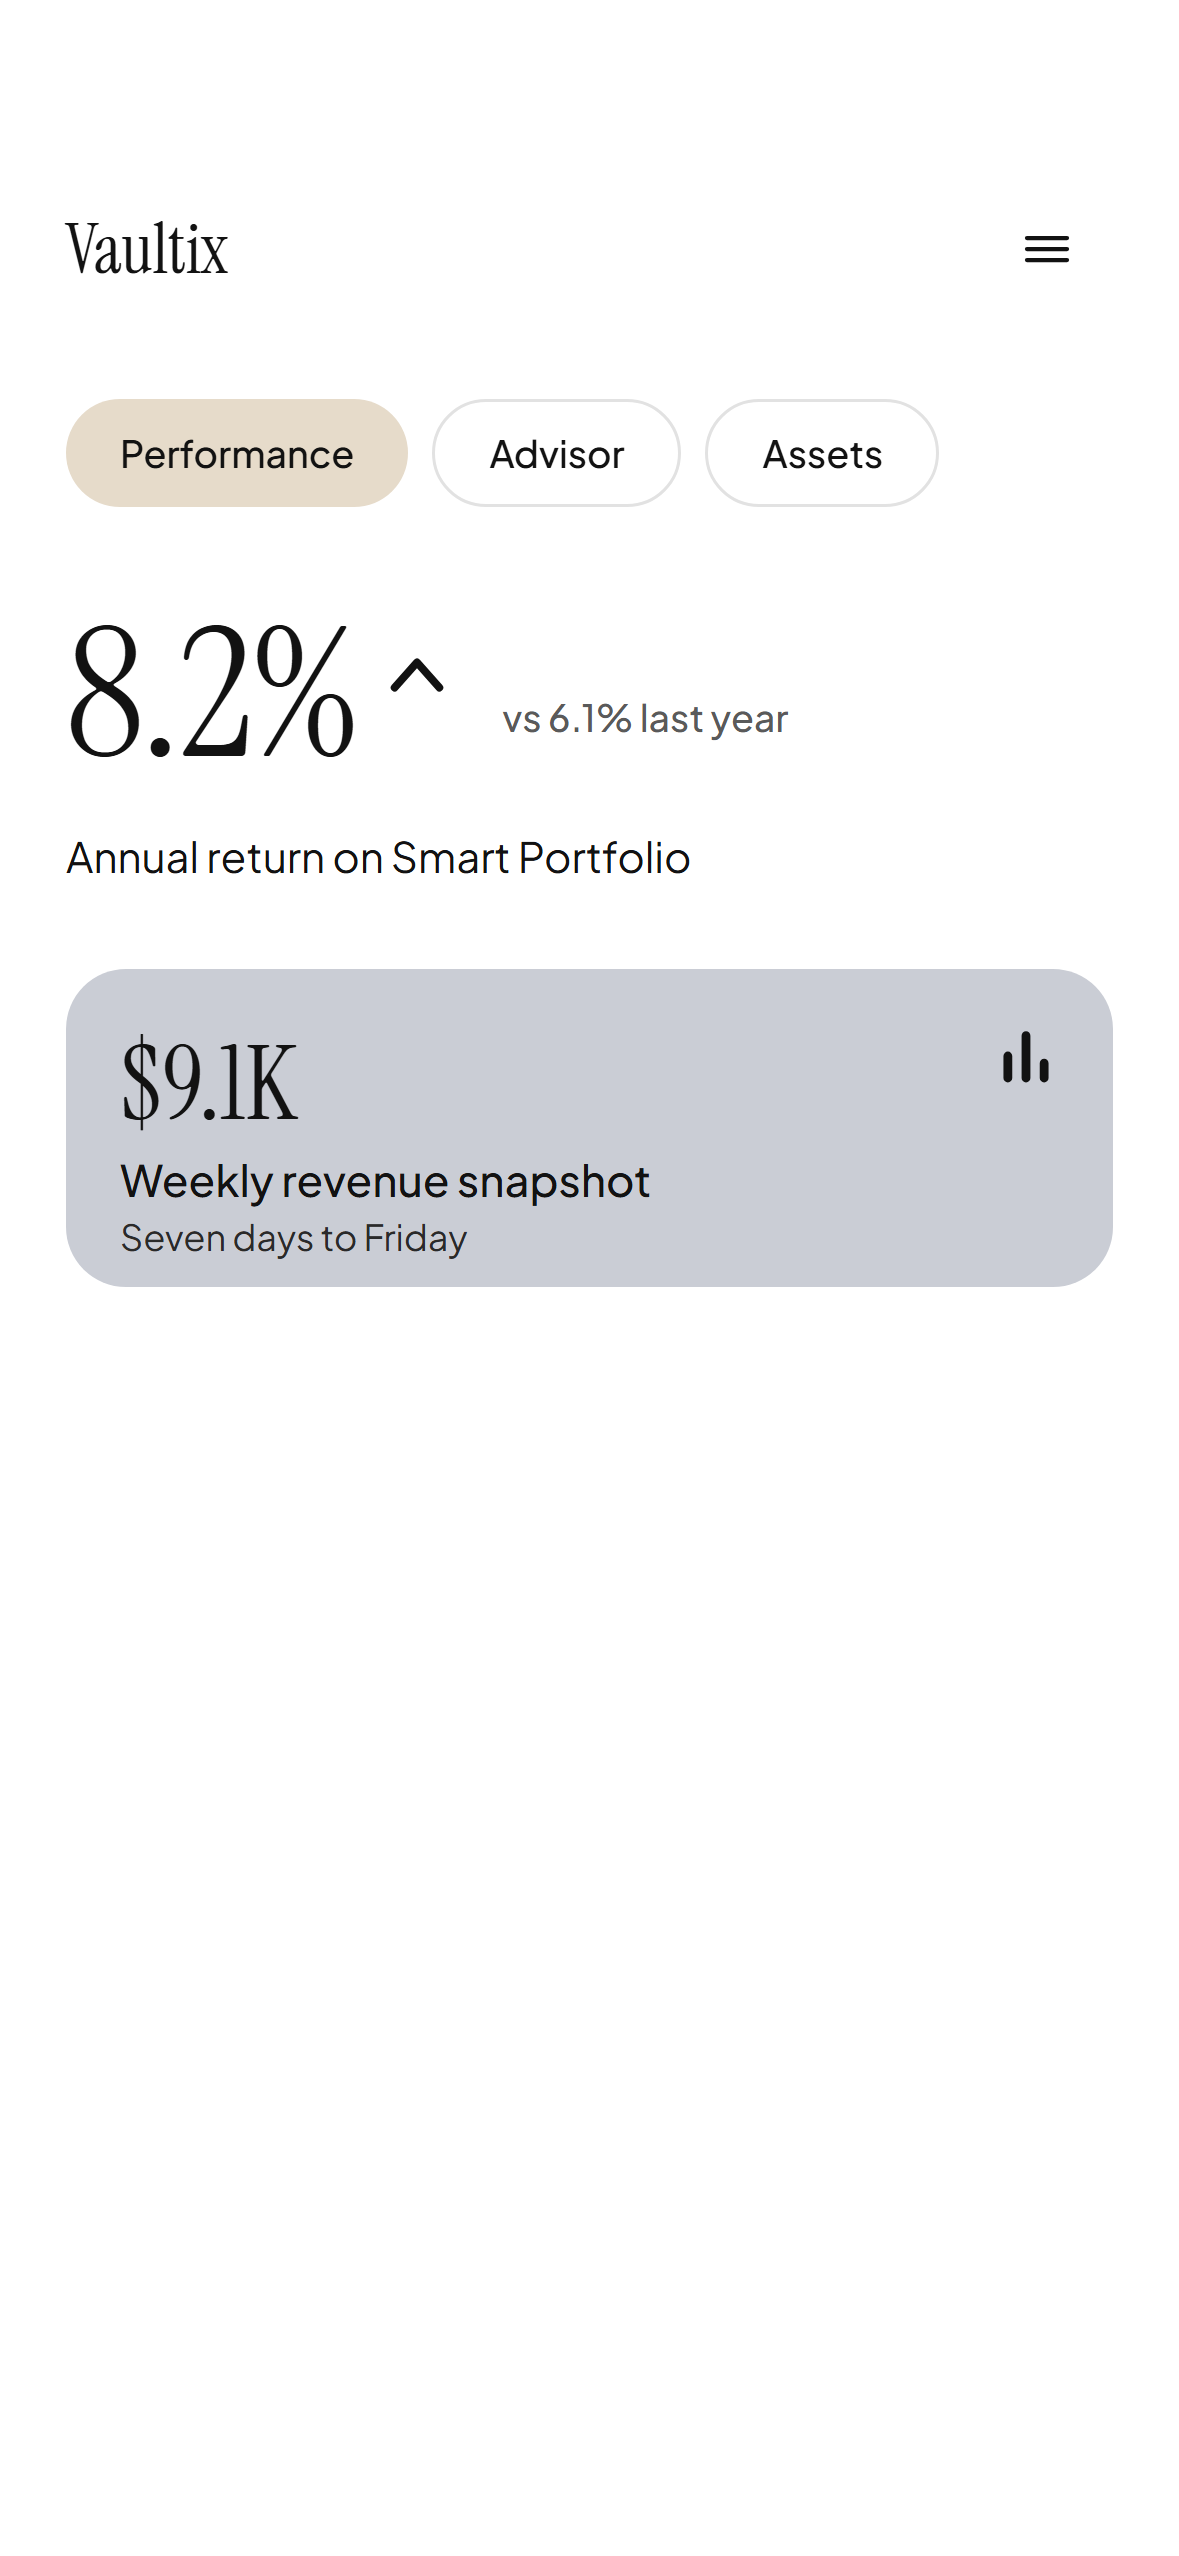 Vaultix
Performance
Advisor
Assets
8.2%
vs 6.1% last year
Annual return on Smart Portfolio
$9.1K
Weekly revenue snapshot
Seven days to Friday